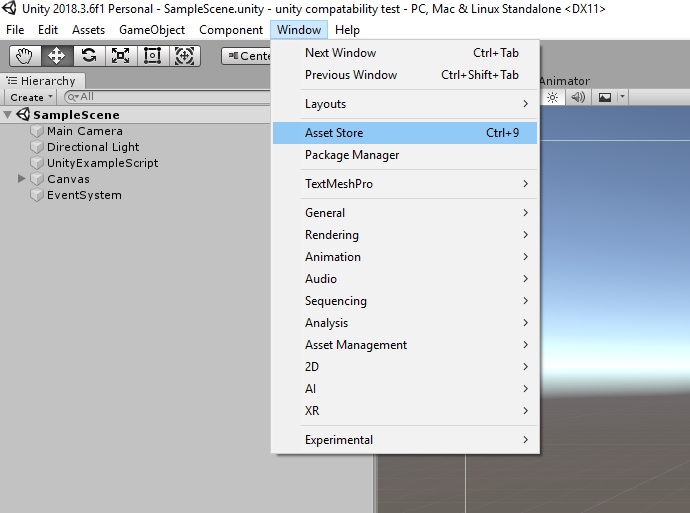 Unity 2018.3.6f1 Personal - SampleScene.unity - unity compatability test - PC, Mac & Linux Standalone <DX11>
File Edit Assets GameObject Component Window Help
Cente
Hierarchy
Animator
Create All
SampleScene
Main Camera
Directional Light
UnityExampleScript
Canvas
EventSystem
Next Window Ctrl+Tab
Previous Window Ctrl+Shift+Tab
Layouts
Asset Store Ctrl+9
Package Manager
TextMeshPro
General
Rendering
Animation
Audio
Sequencing
Analysis
Asset Management
2D
AI
XR
Experimental